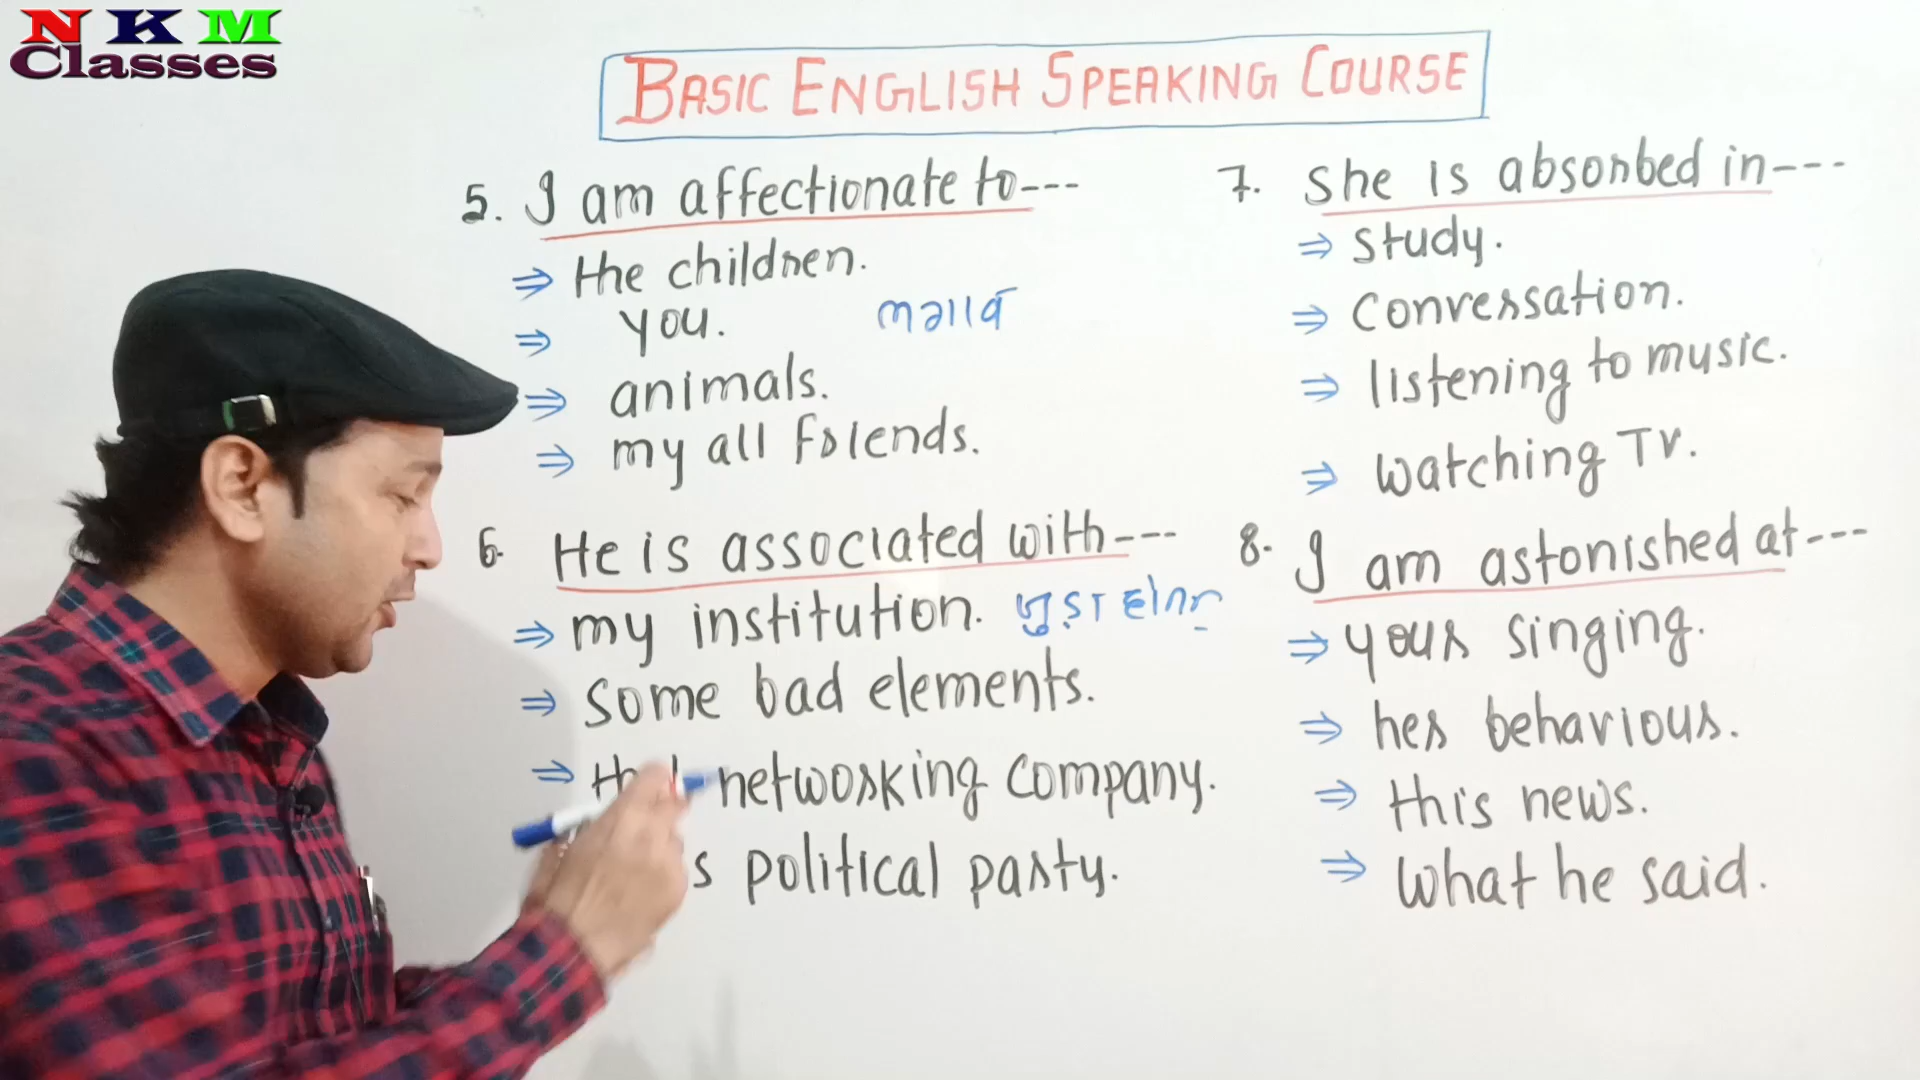 NKM
Classes
BASIC ENGLISH SPEAKING COURSE
5. I am affectionate to---
⇒ the children.
⇒ you.
⇒ animals.
⇒ my all friends.
6. He is associated with---
⇒ my institution.
⇒ some bad elements.
⇒ networking company.
political party.
7. She is absorbed in---
⇒ study.
⇒ conversation.
⇒ listening to music.
⇒ watching TV.
8. I am astonished at---
⇒ your singing.
⇒ her behaviour.
⇒ this news.
⇒ what he said.